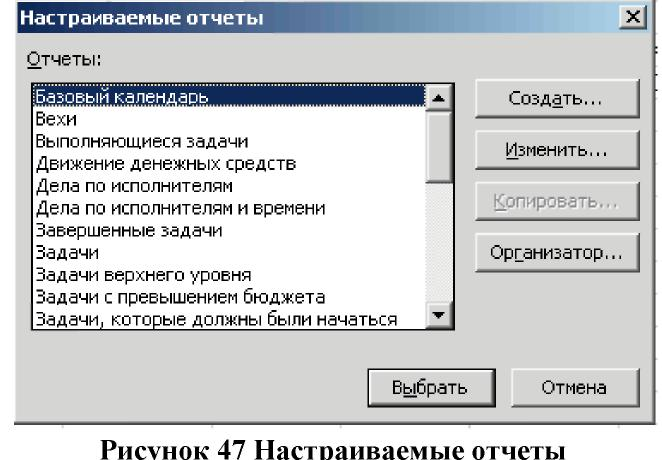 Настраиваемые отчеты
Отчеты:
Базовый календарь
Вехи
Выполняющиеся задачи
Движение денежных средств
Дела по исполнителям
Дела по исполнителям и времени
Завершенные задачи
Задачи
Задачи верхнего уровня
Задачи с превышением бюджета
Задачи, которые должны были начаться
Создать...
Изменить...
Копировать...
Организатор...
Выбрать
Отмена
Рисунок 47 Настраиваемые отчеты